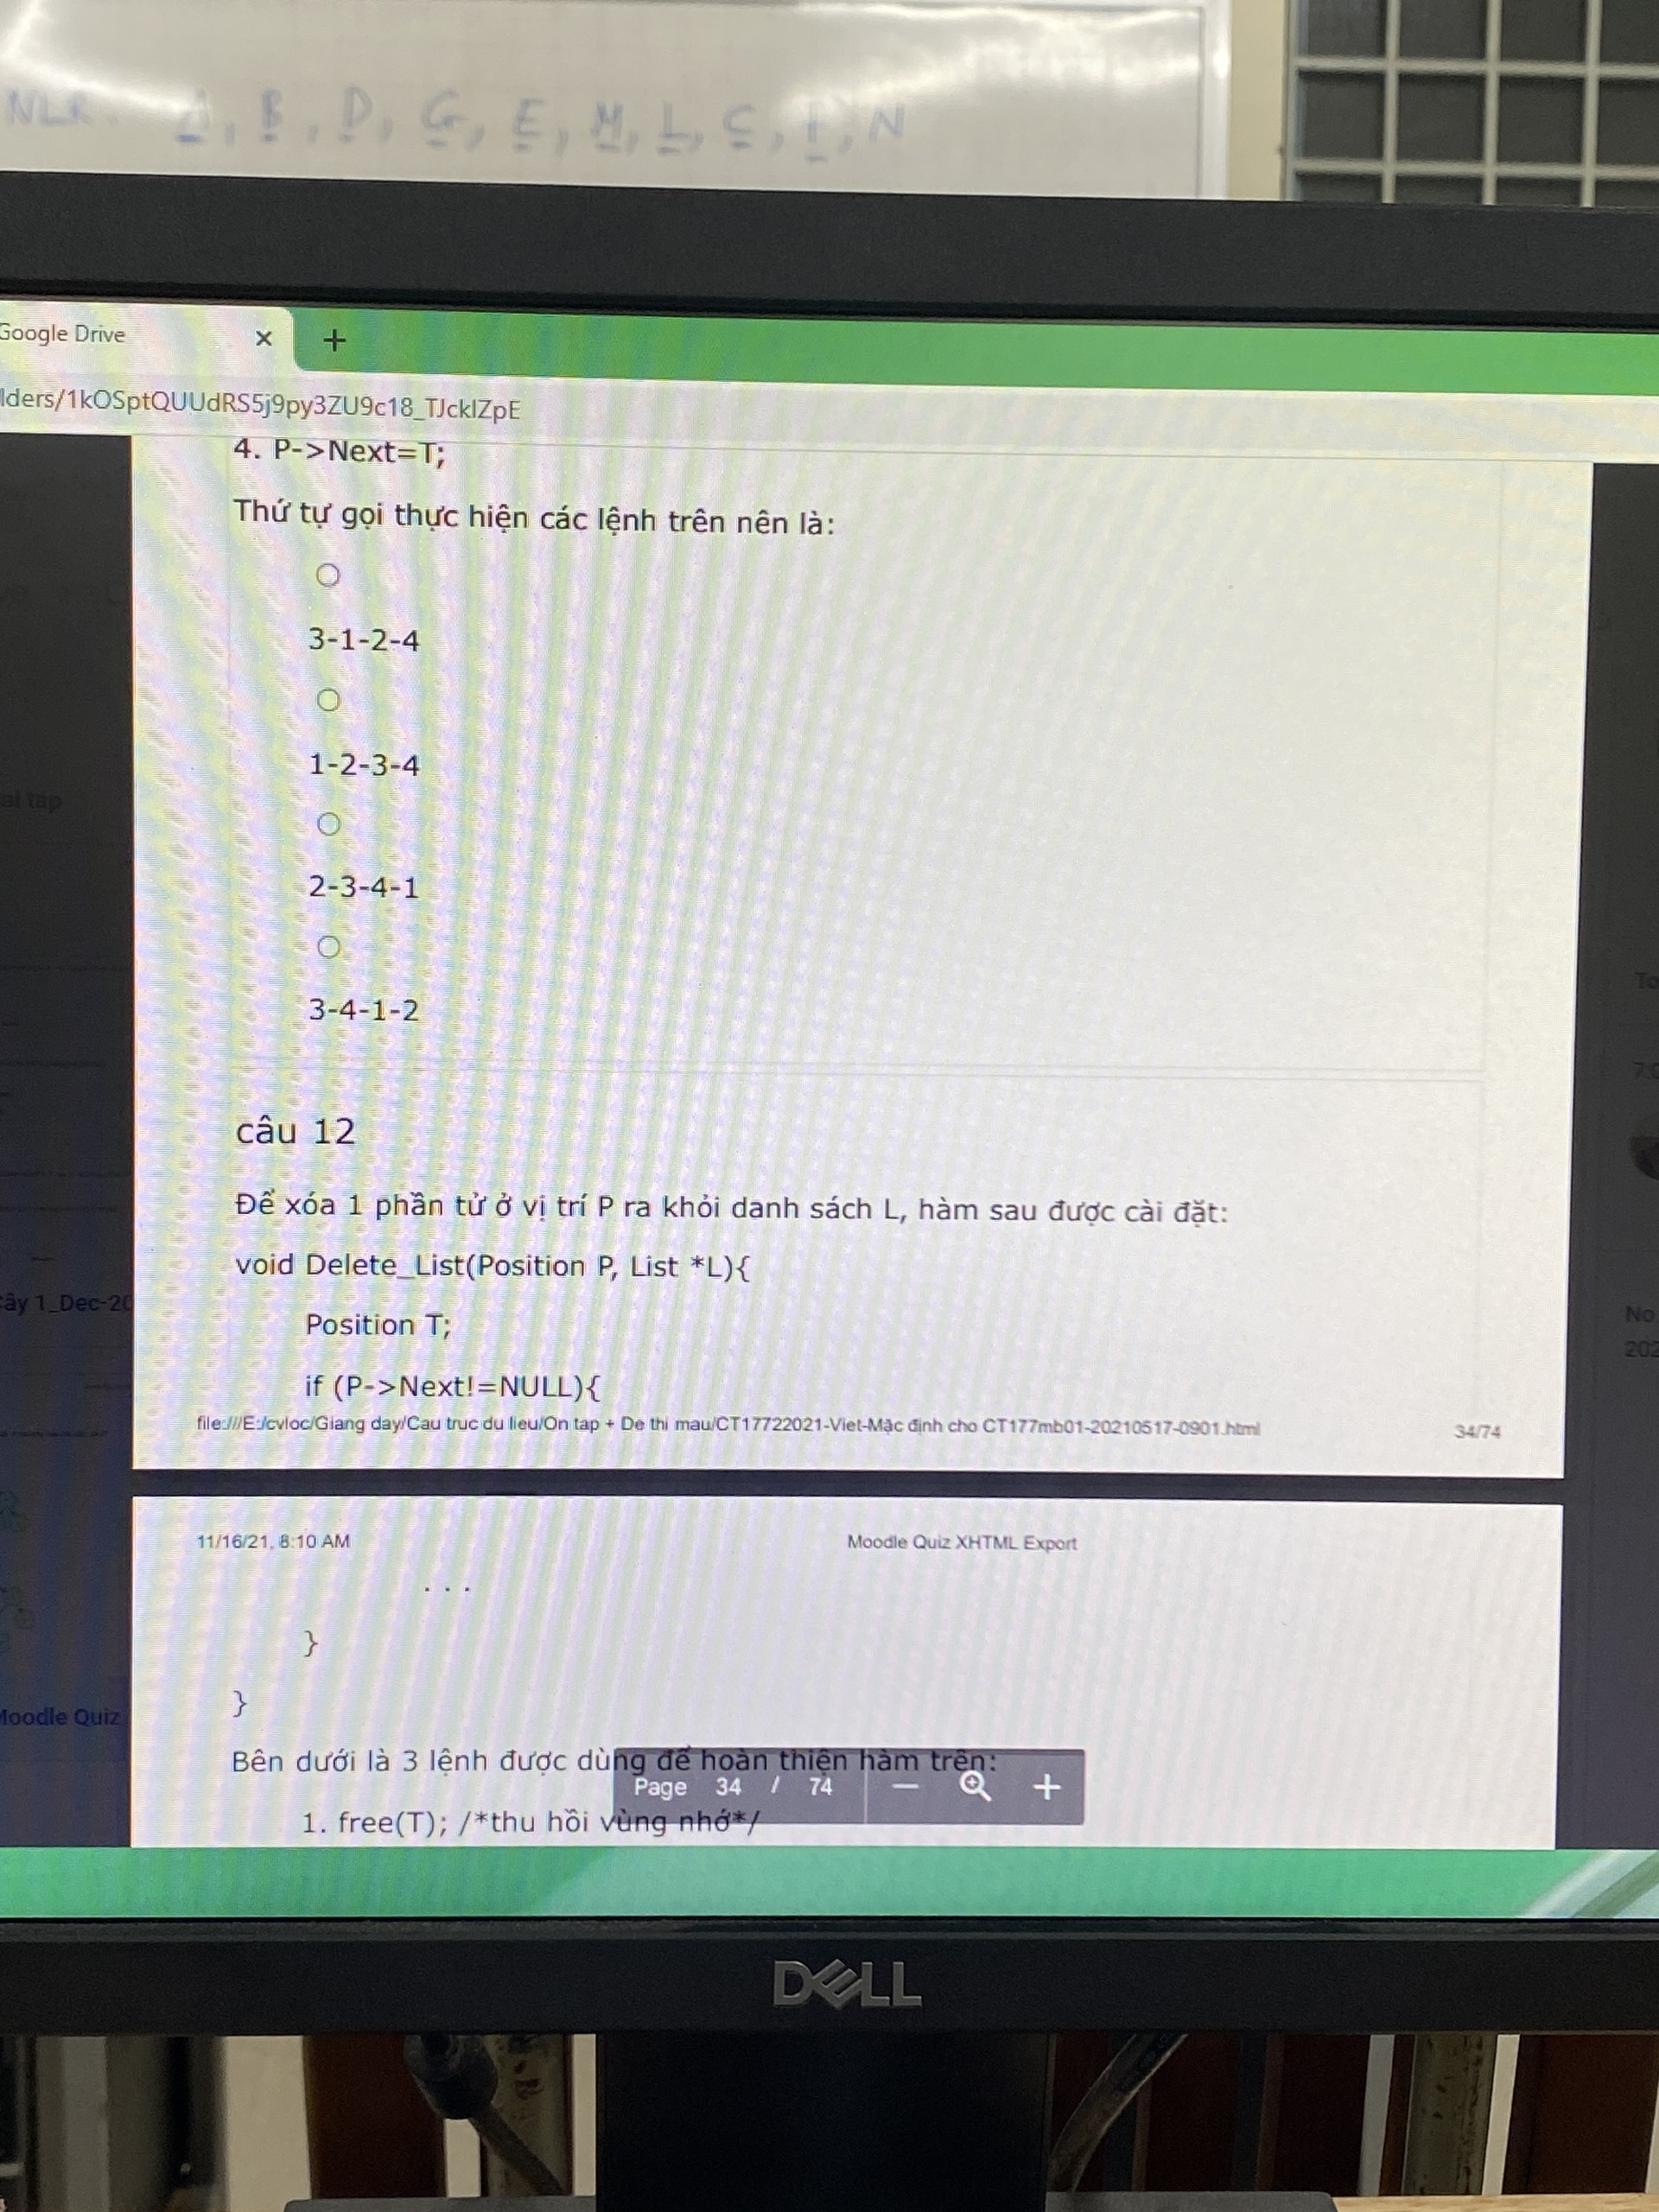 NLR. A, B, D, G, E, M, L, C, I, N
Google Drive × +
lders/1kOSptQUUdRS5j9py3ZU9c18_TJcklZpE
4. P->Next=T;
Thứ tự gọi thực hiện các lệnh trên nên là:
3-1-2-4
1-2-3-4
2-3-4-1
3-4-1-2
câu 12
Để xóa 1 phần tử ở vị trí P ra khỏi danh sách L, hàm sau được cài đặt:
void Delete_List(Position P, List *L){
Position T;
if (P->Next!=NULL){
file:///E:/cvloc/Giang day/Cau truc du lieu/On tap + De thi mau/CT17722021-Viet-Mặc định cho CT177mb01-20210517-0901.html 34/74
11/16/21, 8:10 AM Moodle Quiz XHTML Export
. . .
}
}
Bên dưới là 3 lệnh được dùng để hoàn thiện hàm trên:
Page 34 / 74 — +
1. free(T); /*thu hồi vùng nhớ*/
ai tap
ây 1_Dec-20
Moodle Quiz
No
202
DELL